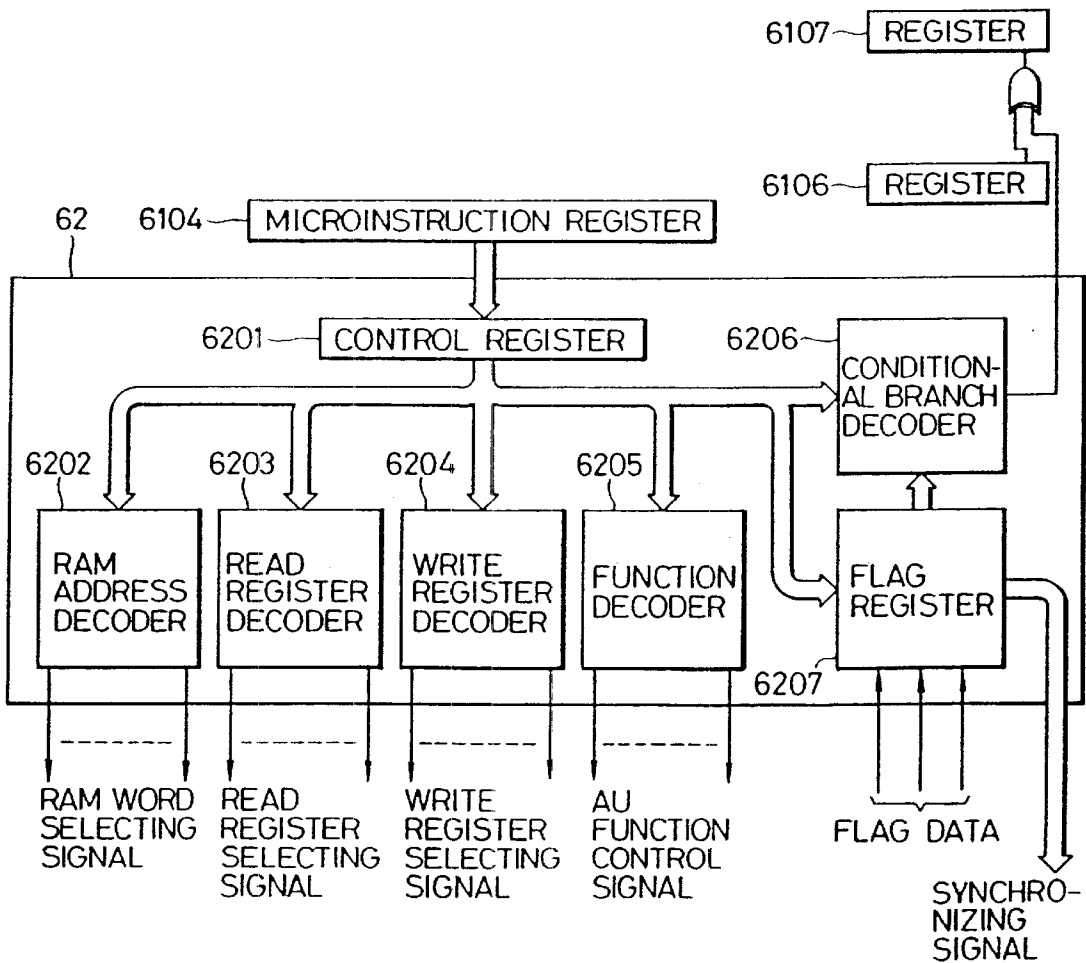 6107
REGISTER
6106
REGISTER
62
6104
MICROINSTRUCTION REGISTER
6201
CONTROL REGISTER
6206
CONDITION-
AL BRANCH
DECODER
6202
RAM
ADDRESS
DECODER
6203
READ
REGISTER
DECODER
6204
WRITE
REGISTER
DECODER
6205
FUNCTION
DECODER
FLAG
REGISTER
6207
RAM WORD
SELECTING
SIGNAL
READ
REGISTER
SELECTING
SIGNAL
WRITE
REGISTER
SELECTING
SIGNAL
AU
FUNCTION
CONTROL
SIGNAL
FLAG DATA
SYNCHRO-
NIZING
SIGNAL